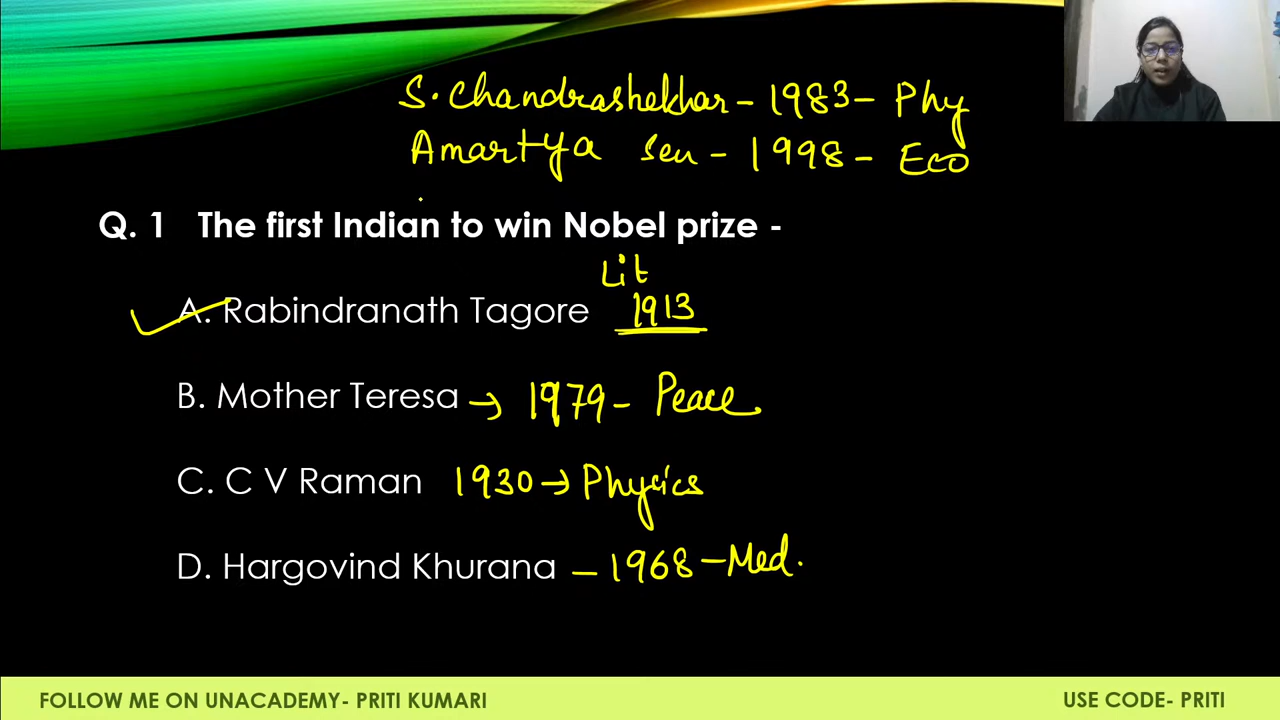 S. Chandrashekhar - 1983 - Phy
Amartya Sen - 1998 - Eco
Q. 1 The first Indian to win Nobel prize -
Lit
A. Rabindranath Tagore 1913
B. Mother Teresa → 1979 - Peace
C. C V Raman 1930 → Physics
D. Hargovind Khurana - 1968 - Med.
FOLLOW ME ON UNACADEMY- PRITI KUMARI
USE CODE- PRITI